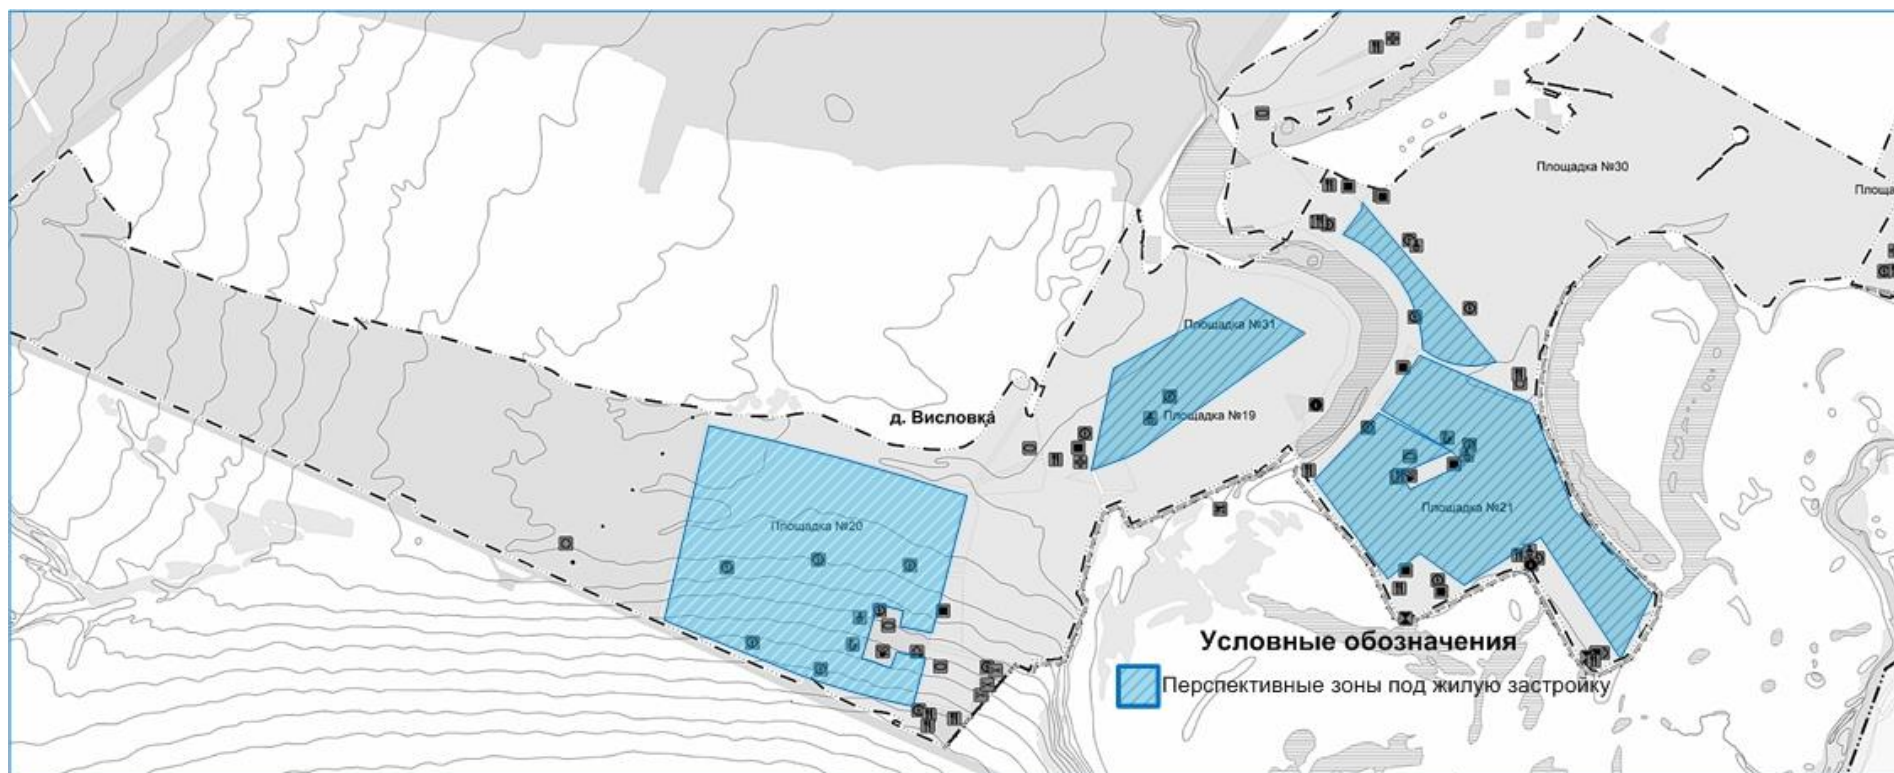 Площадка №30
Площа
Площадка №31
Площадка №19
д. Висловка
Площадка №20
Площадка №21
Условные обозначения
Перспективные зоны под жилую застройку